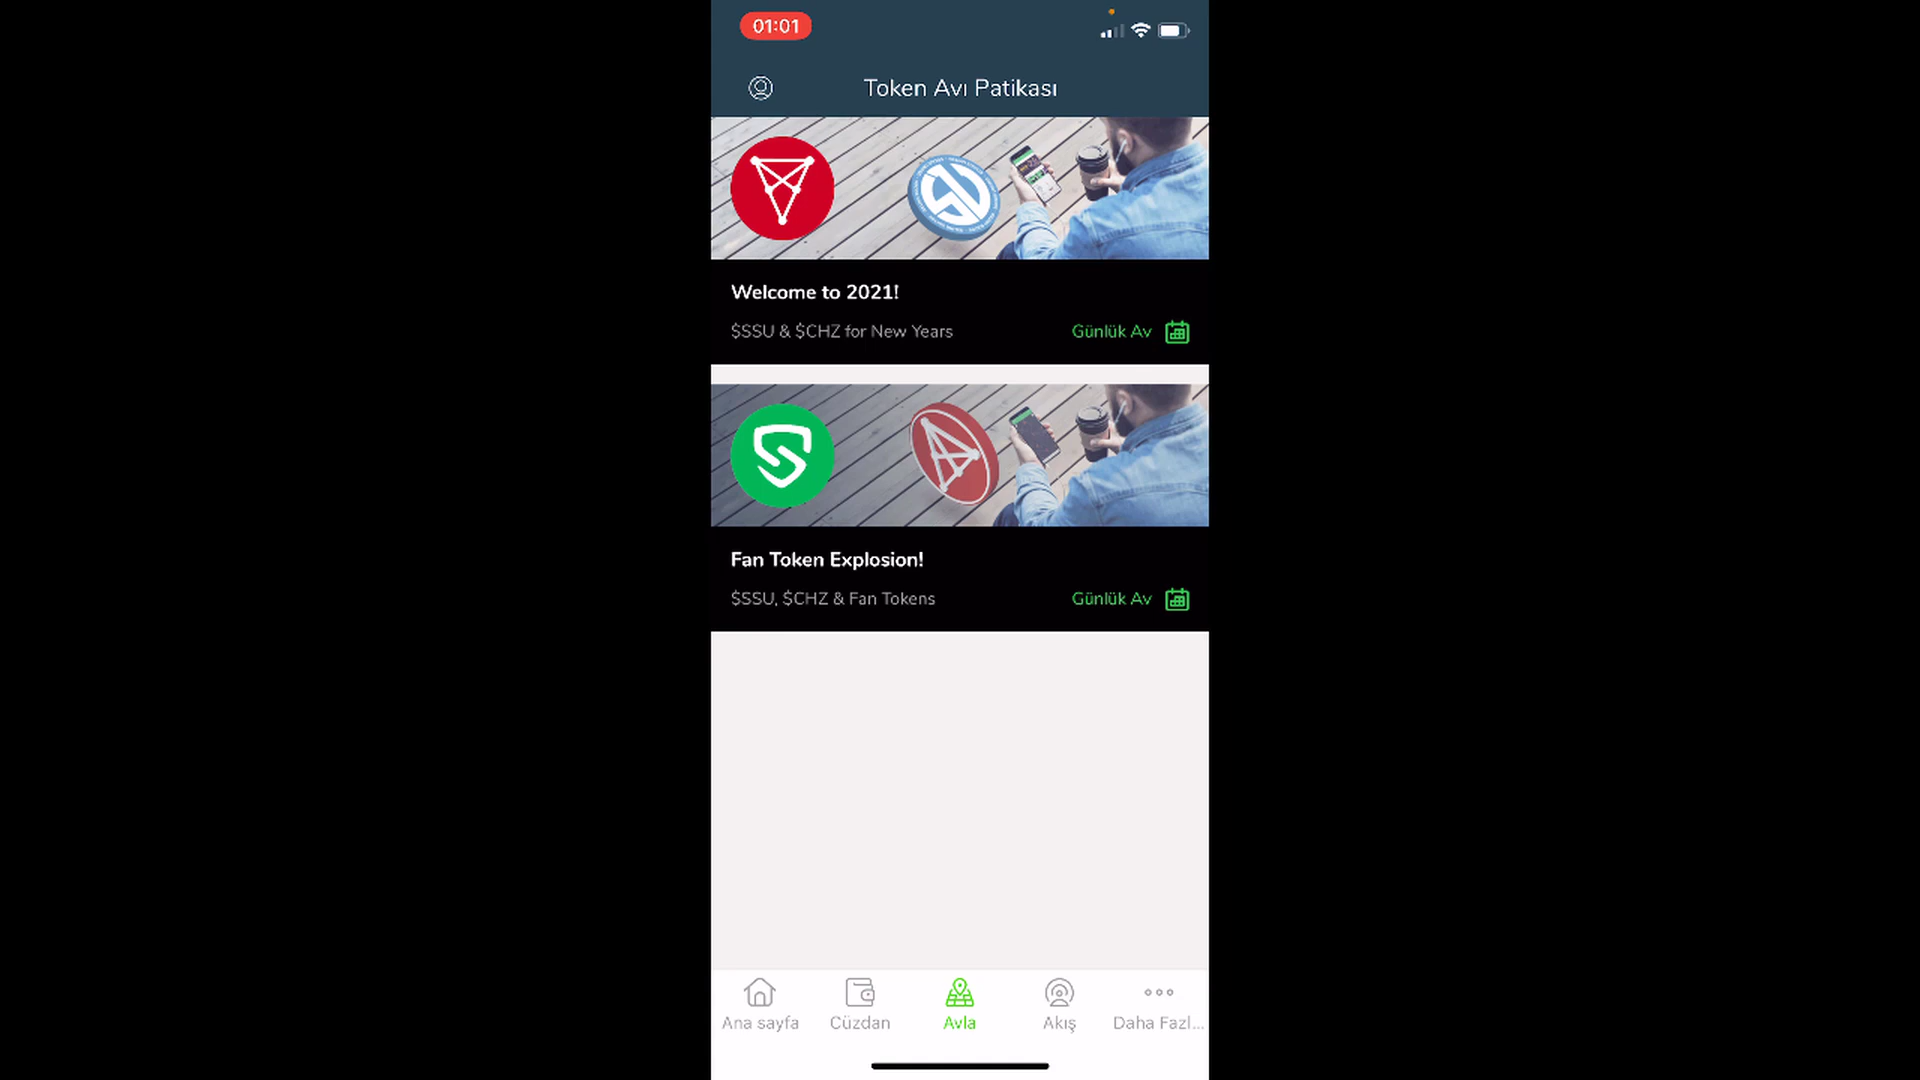 01:01
Token Avı Patikası
Welcome to 2021!
$SSU & $CHZ for New Years
Günlük Av
Fan Token Explosion!
$SSU, $CHZ & Fan Tokens
Günlük Av
Ana sayfa
Cüzdan
Avla
Akış
Daha Fazl...